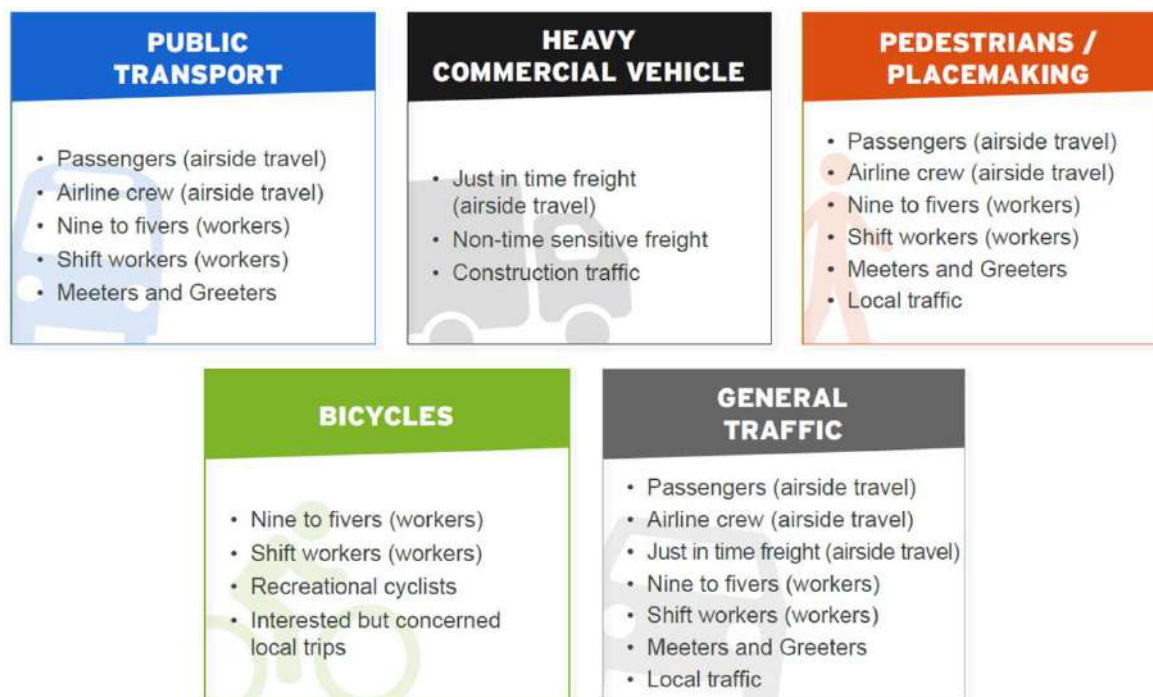 PUBLIC
TRANSPORT
• Passengers (airside travel)
• Airline crew (airside travel)
• Nine to fivers (workers)
• Shift workers (workers)
• Meeters and Greeters
HEAVY
COMMERCIAL VEHICLE
• Just in time freight
(airside travel)
• Non-time sensitive freight
• Construction traffic
PEDESTRIANS /
PLACEMAKING
• Passengers (airside travel)
• Airline crew (airside travel)
• Nine to fivers (workers)
• Shift workers (workers)
• Meeters and Greeters
• Local traffic
BICYCLES
• Nine to fivers (workers)
• Shift workers (workers)
• Recreational cyclists
• Interested but concerned
local trips
GENERAL
TRAFFIC
• Passengers (airside travel)
• Airline crew (airside travel)
• Just in time freight (airside travel)
• Nine to fivers (workers)
• Shift workers (workers)
• Meeters and Greeters
• Local traffic